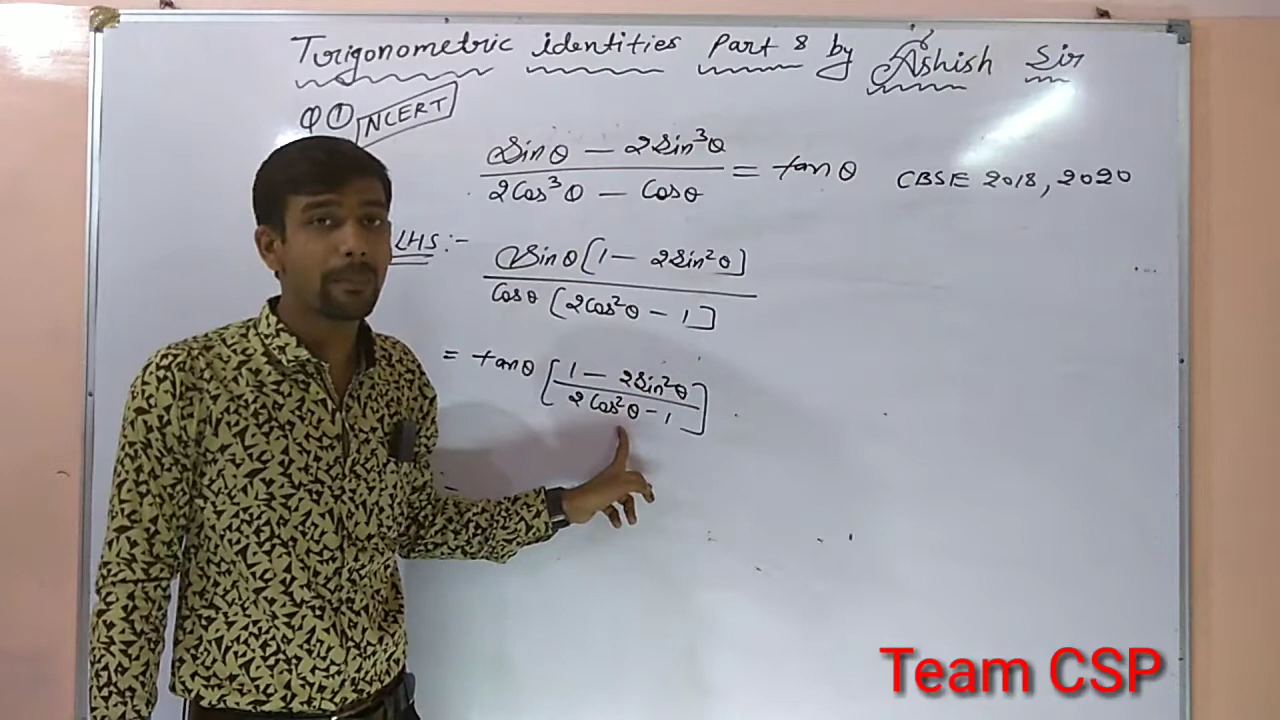 Trigonometric identities Part 8 by Ashish Sir
Q ① NCERT
Sinθ – 2Sin³θ
2Cos³θ – Cosθ
= tanθ
CBSE 2018, 2020
LHS :-
Sinθ [1 – 2Sin²θ]
Cosθ [2Cos²θ – 1]
= tanθ [
1 – 2Sin²θ
2Cos²θ – 1
]
Team CSP